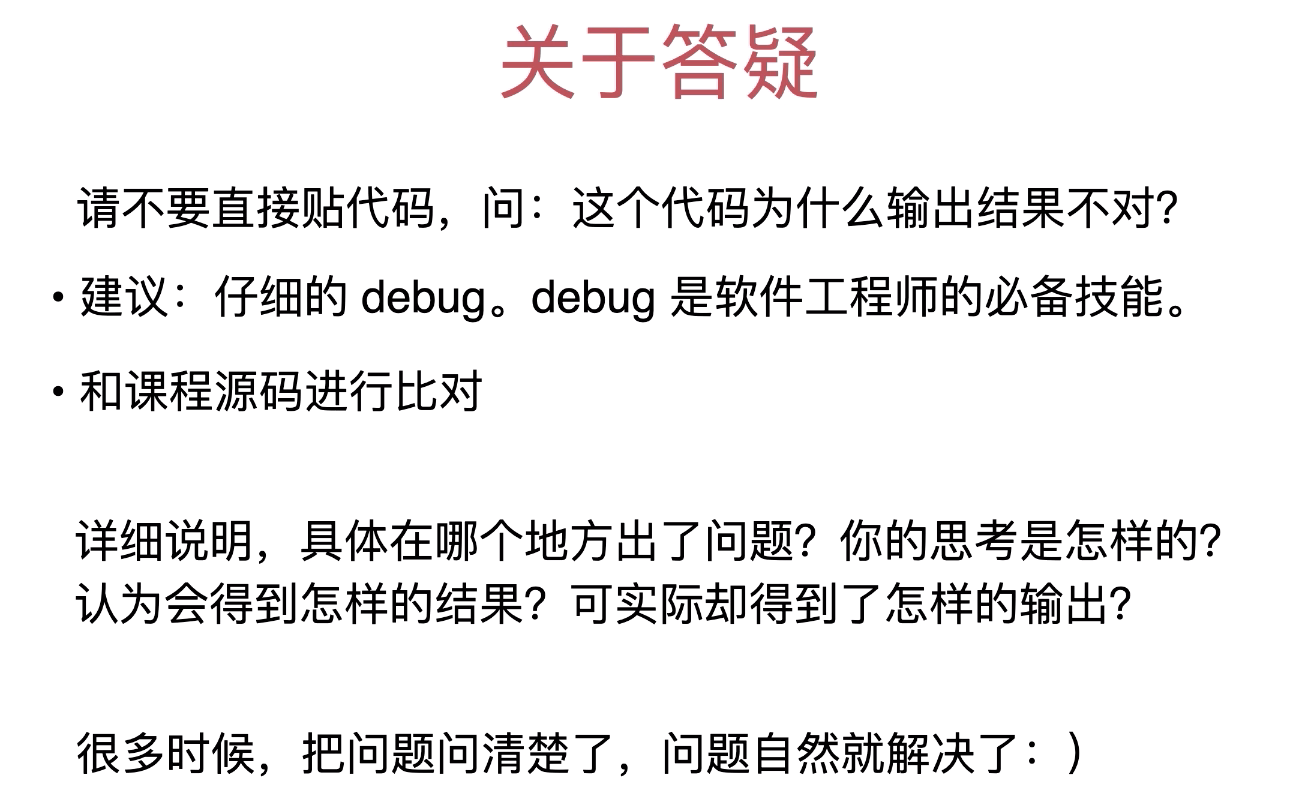 关于答疑
请不要直接贴代码，问：这个代码为什么输出结果不对？
• 建议：仔细的 debug。debug 是软件工程师的必备技能。
• 和课程源码进行比对
详细说明，具体在哪个地方出了问题？你的思考是怎样的？
认为会得到怎样的结果？可实际却得到了怎样的输出？
很多时候，把问题问清楚了，问题自然就解决了：）